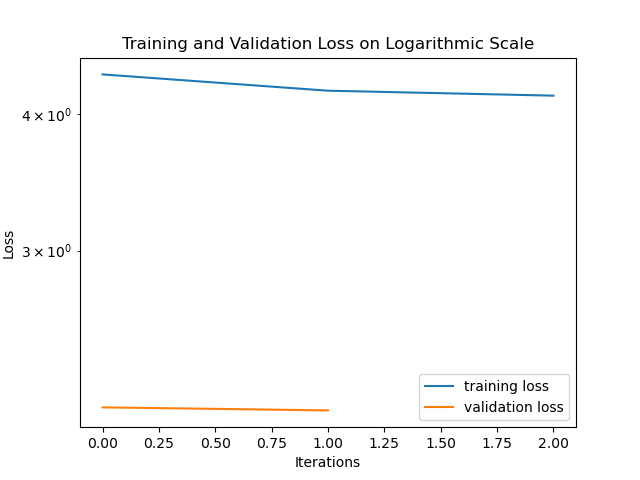 Training and Validation Loss on Logarithmic Scale
4 × 10⁰
3 × 10⁰
Loss
training loss
validation loss
0.00 0.25 0.50 0.75 1.00 1.25 1.50 1.75 2.00
Iterations